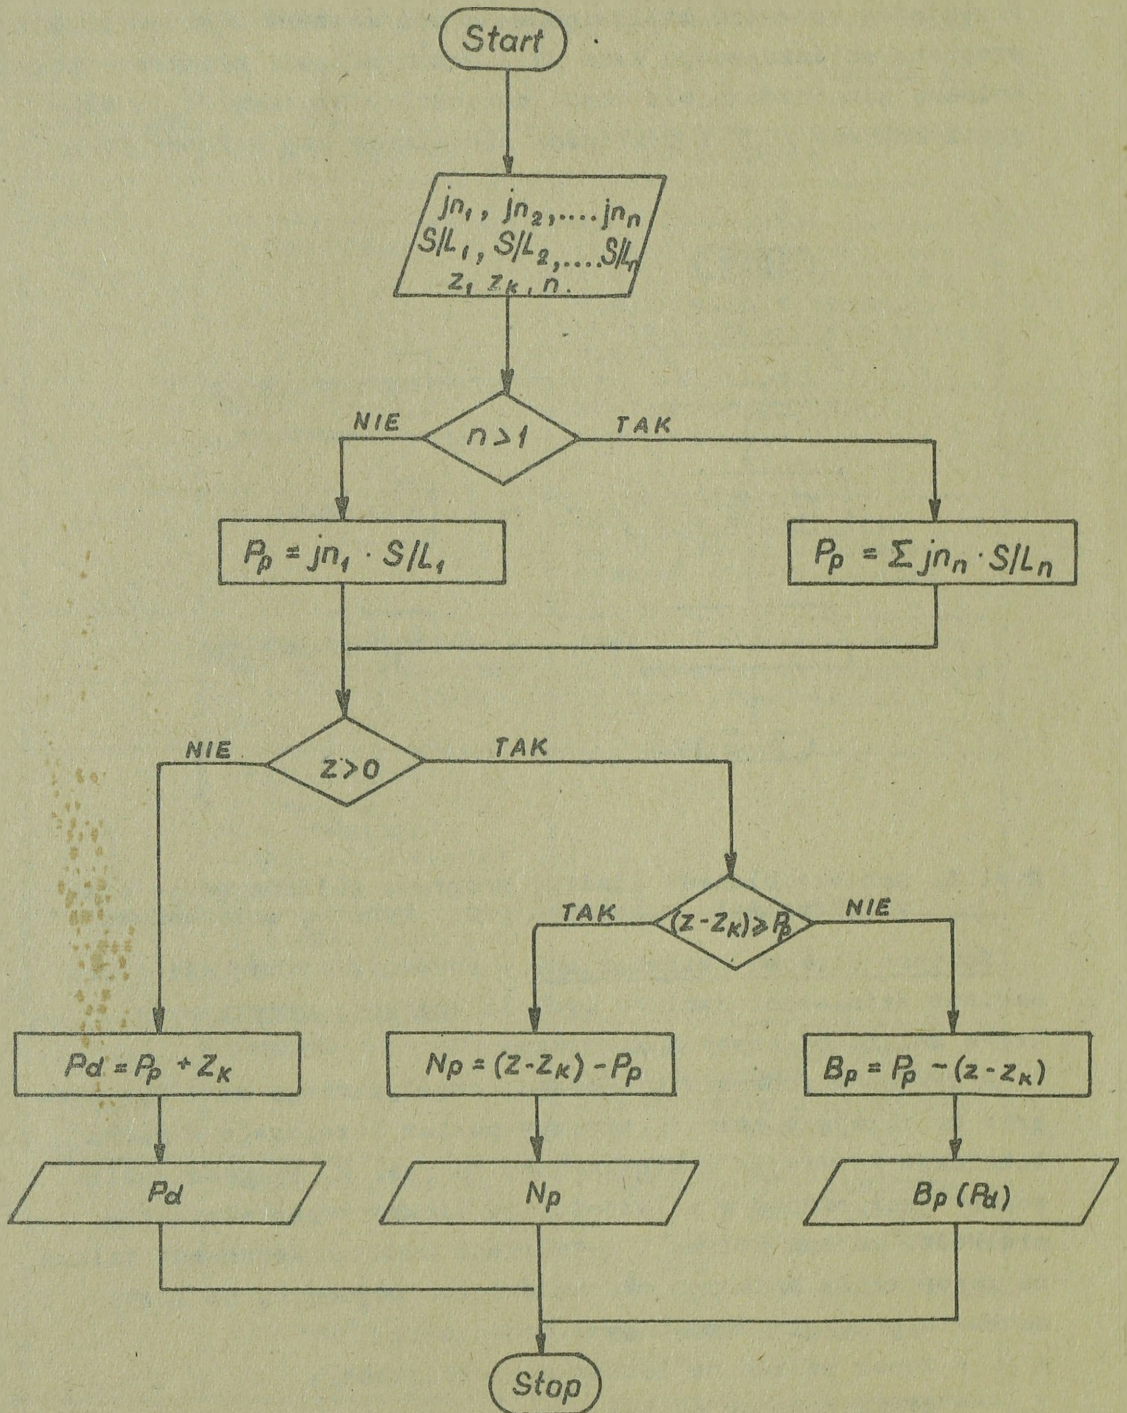 Start
jn₁, jn₂,....jnₙ
S/L₁, S/L₂,....S/Lₙ
z, zₖ, n.
n>1
NIE
TAK
Pₚ = jn₁ · S/L₁
Pₚ = Σ jnₙ · S/Lₙ
z>0
NIE
TAK
(z-zₖ)≥Pₚ
TAK
NIE
Pd = Pₚ + Zₖ
Nₚ = (z-zₖ) - Pₚ
Bₚ = Pₚ - (z-zₖ)
Pd
Nₚ
Bₚ (Pd)
Stop